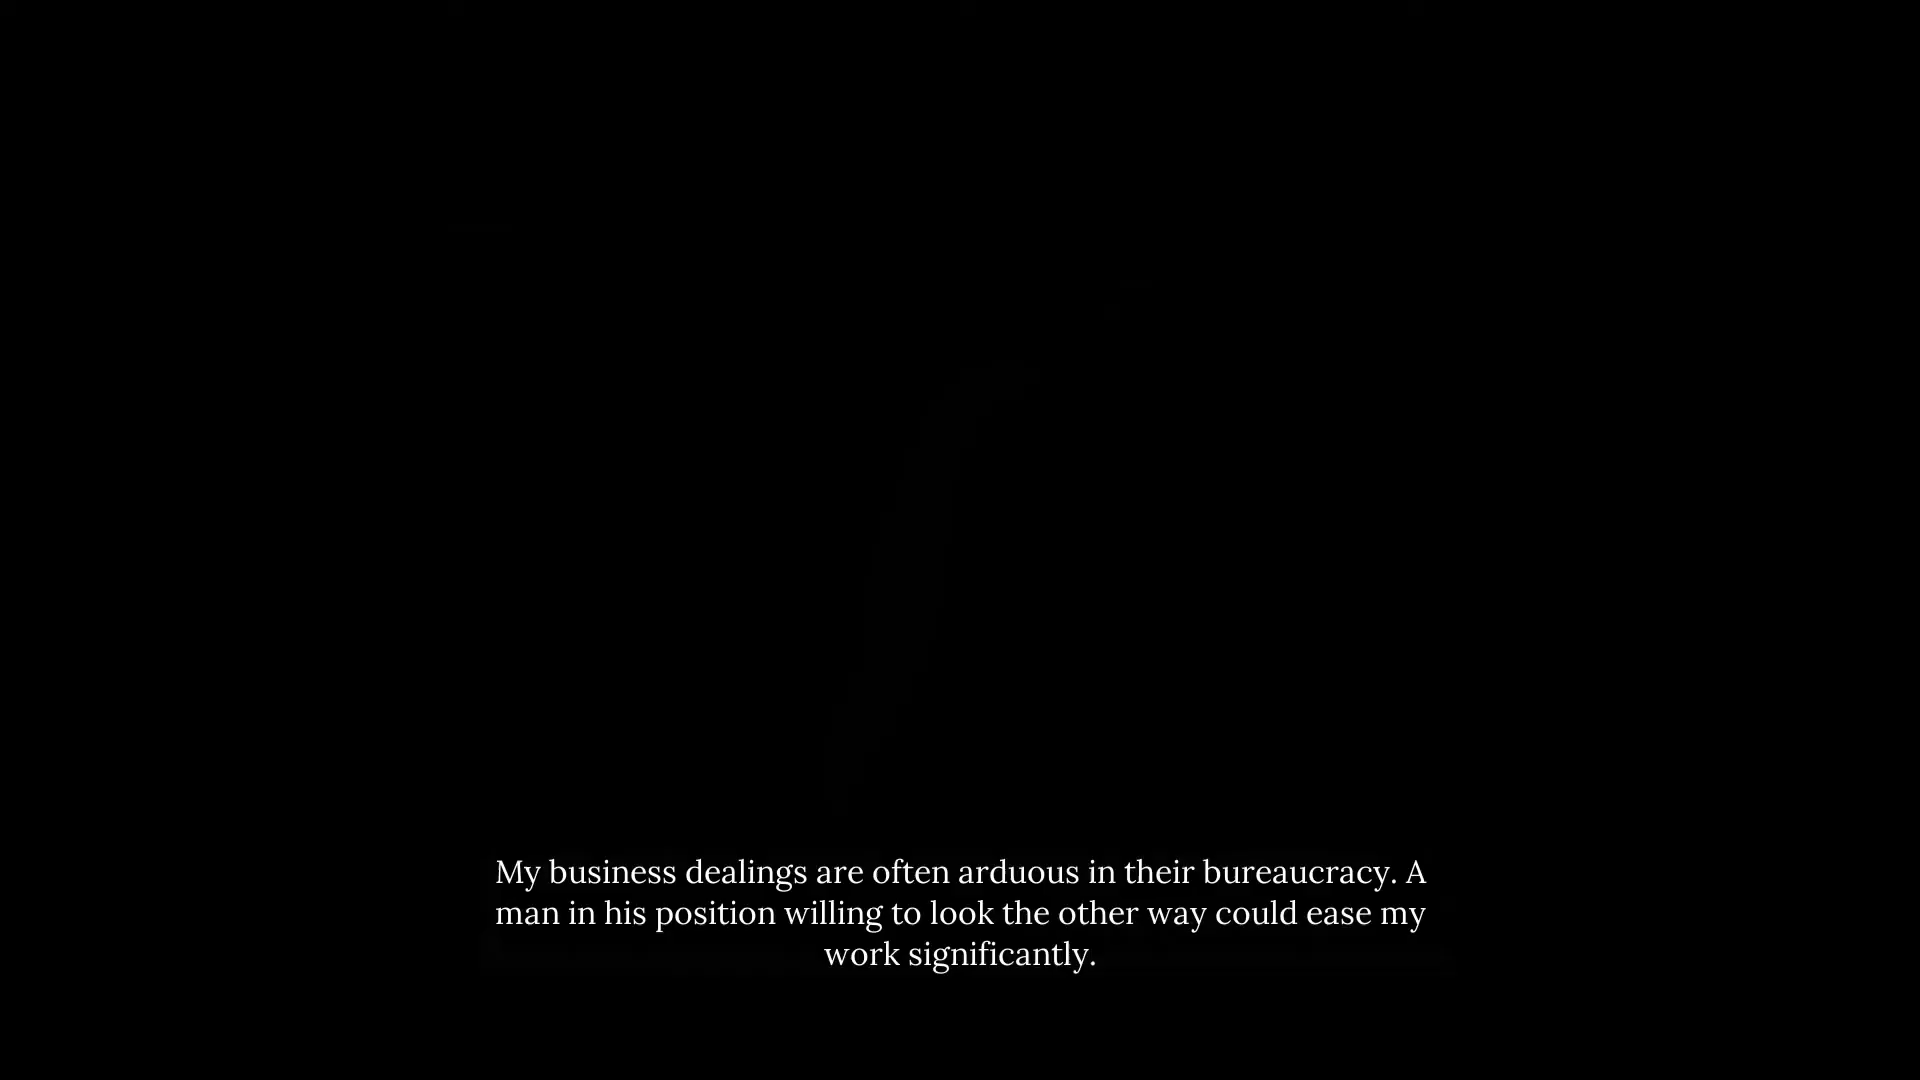 My business dealings are often arduous in their bureaucracy. A
man in his position willing to look the other way could ease my
work significantly.